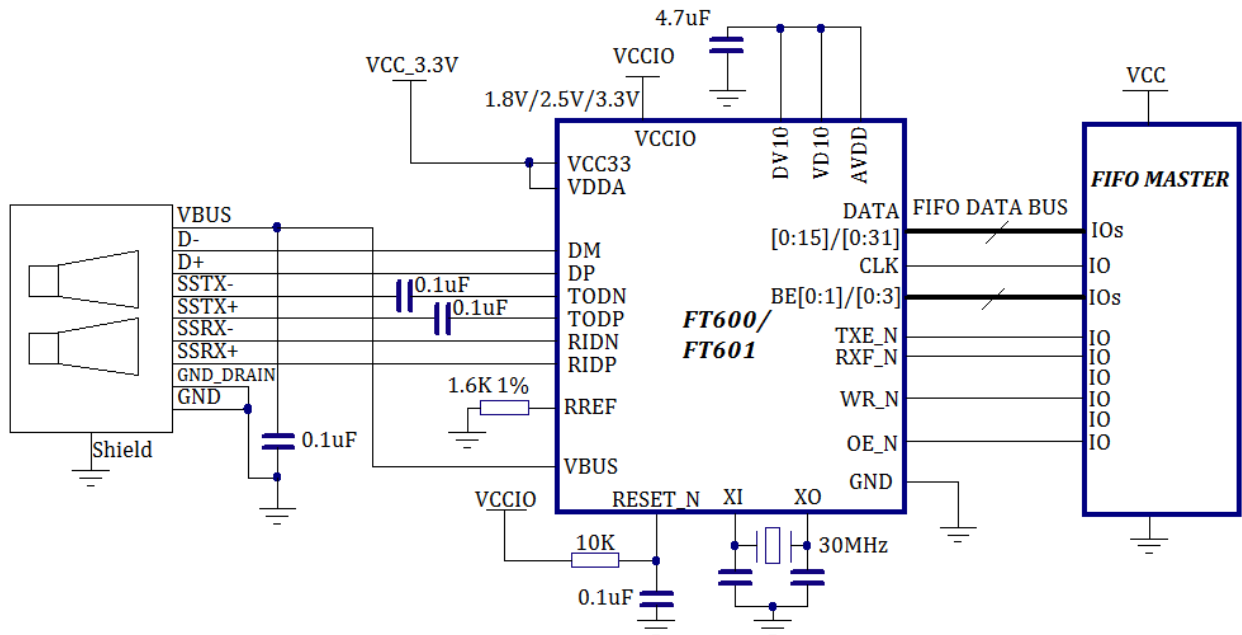 4.7uF
VCCIO
VCC_3.3V
VCC
1.8V/2.5V/3.3V
VCCIO
DV10
VD10
AVDD
VCC33
VDDA
FIFO MASTER
VBUS
D-
D+
SSTX-
SSTX+
SSRX-
SSRX+
GND_DRAIN
GND
Shield
0.1uF
0.1uF
0.1uF
DM
DP
TODN
TODP
RIDN
RIDP
1.6K 1%
RREF
VBUS
FT600/
FT601
DATA
[0:15]/[0:31]
FIFO DATA BUS
CLK
BE[0:1]/[0:3]
TXE_N
RXF_N
WR_N
OE_N
GND
IOs
IO
IOs
IO
IO
IO
IO
IO
IO
VCCIO
RESET_N
XI
XO
10K
30MHz
0.1uF